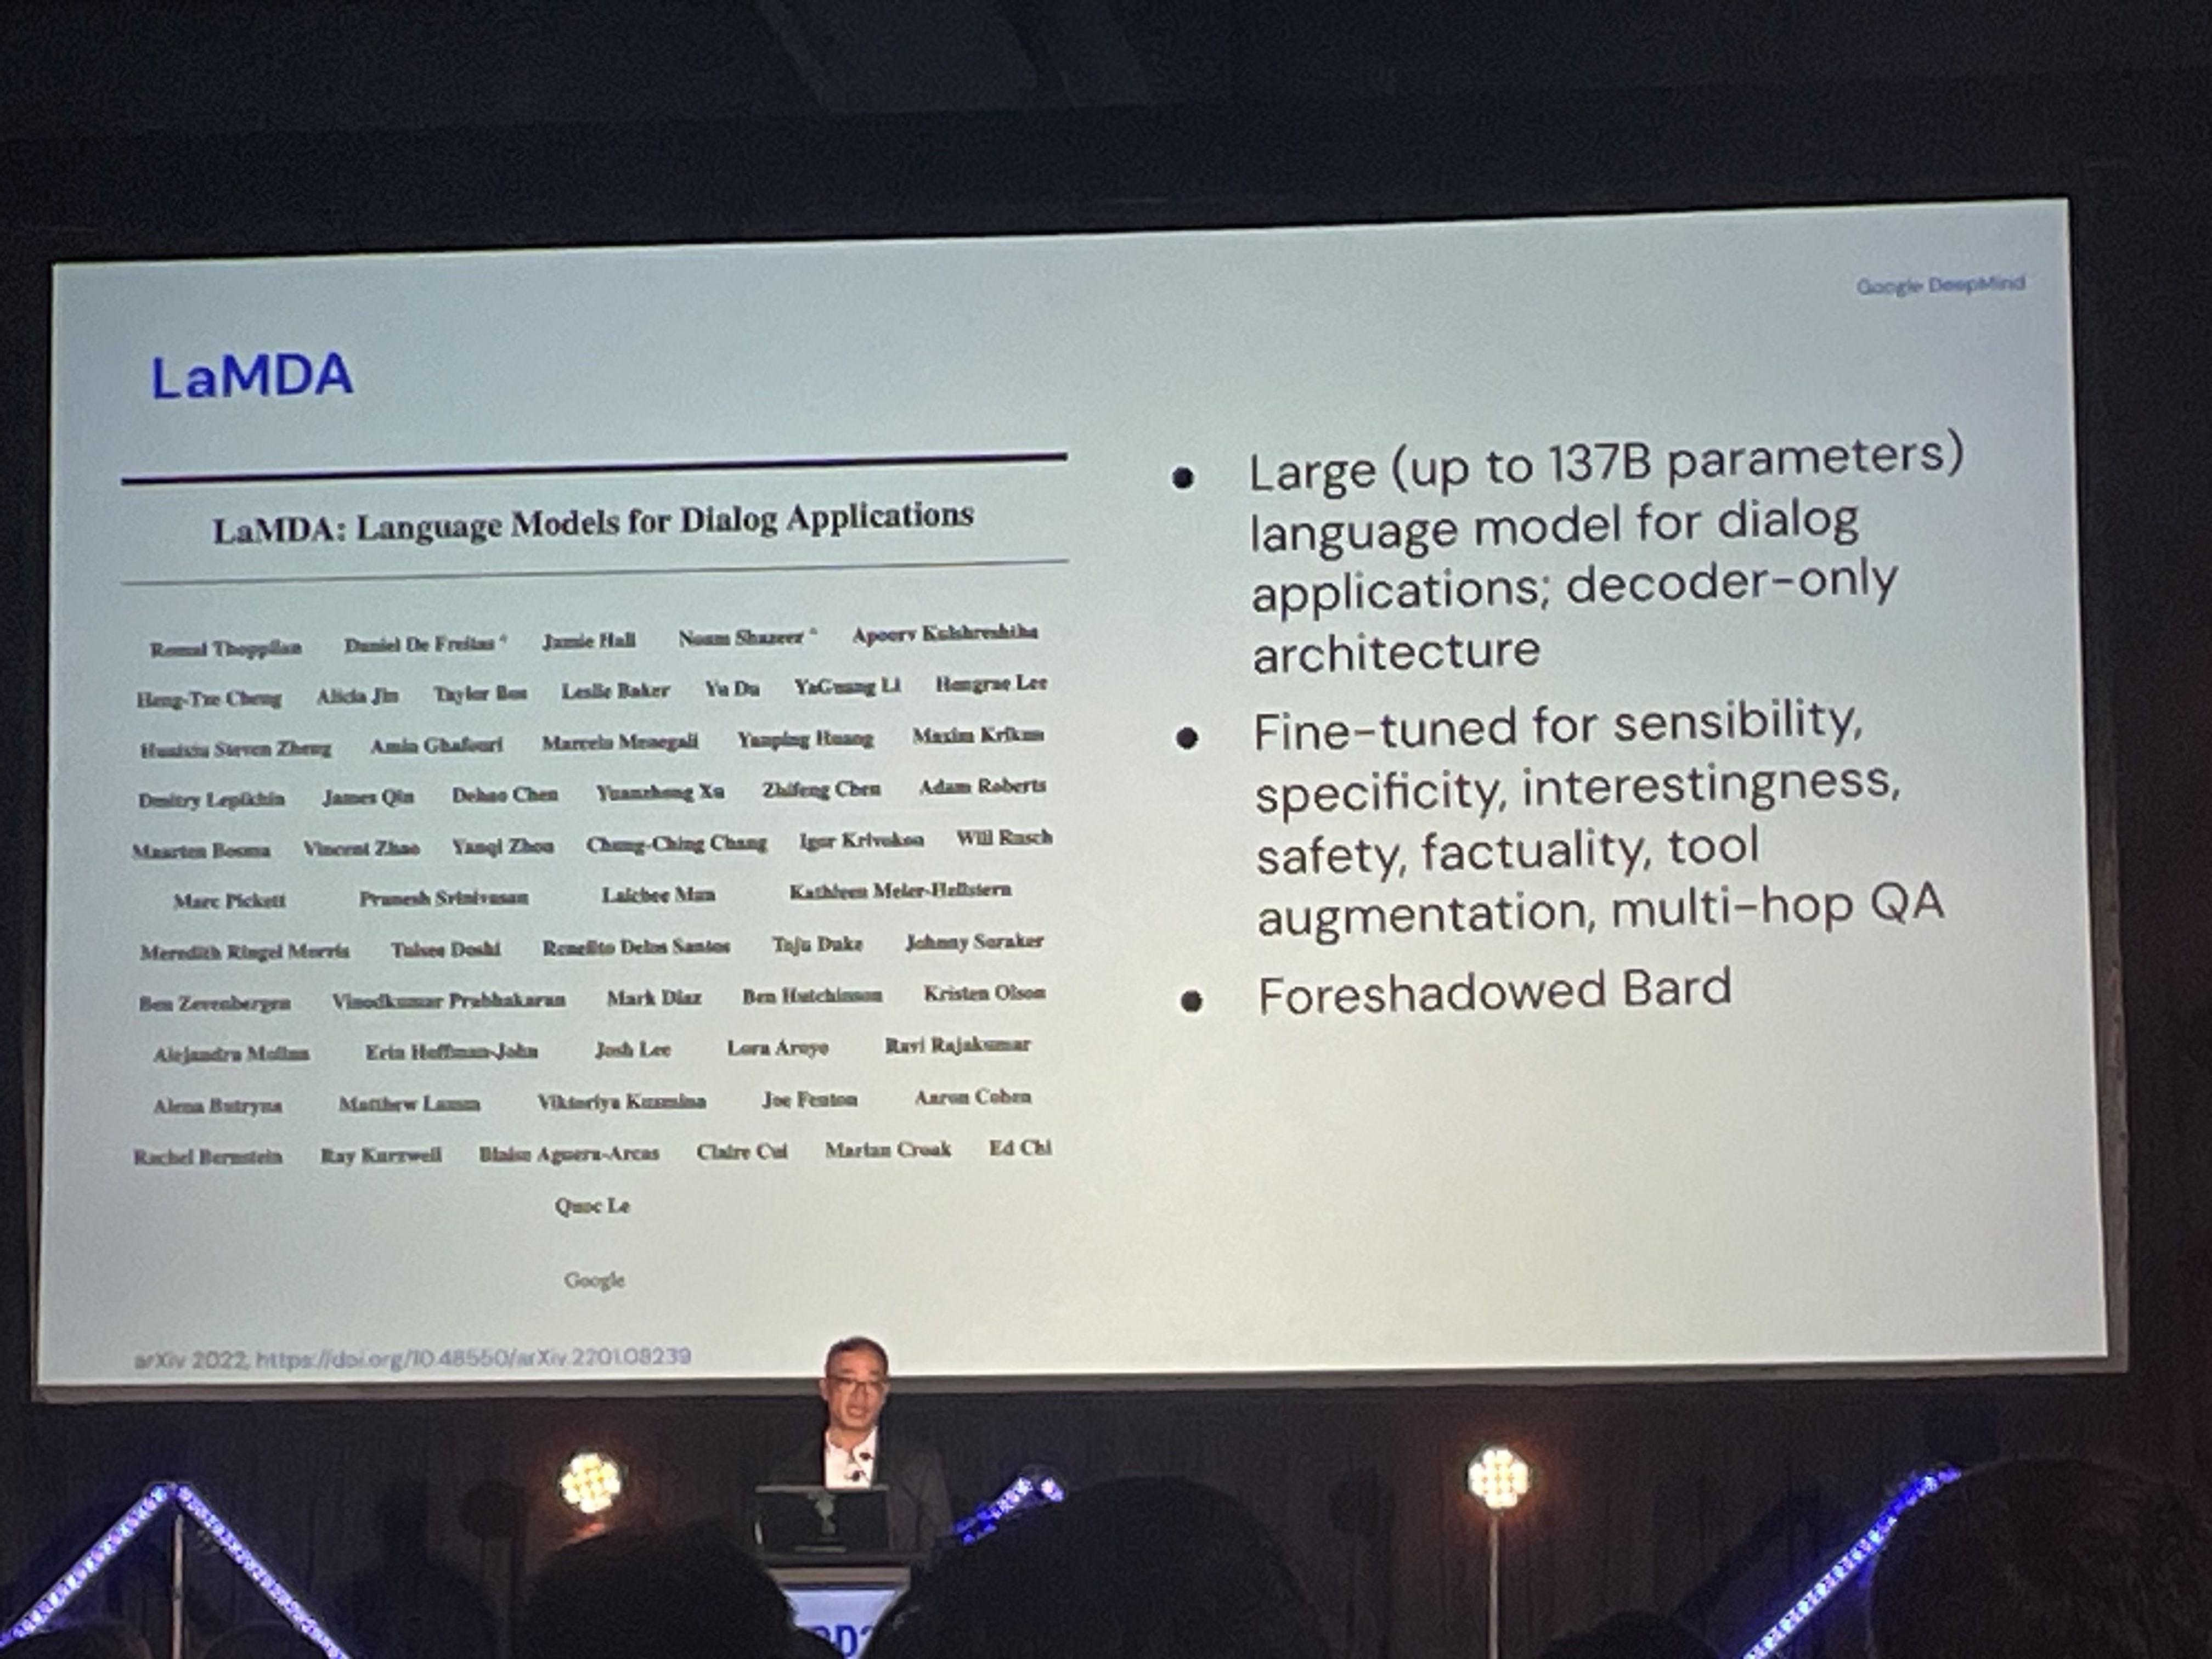 Google DeepMind
LaMDA
LaMDA: Language Models for Dialog Applications
Romal Thoppilan Daniel De Freitas * Jamie Hall Noam Shazeer * Apoorv Kulshreshtha
Heng-Tze Cheng Alicia Jin Taylor Bos Leslie Baker Yu Du YaGuang Li Hongrae Lee
Huaixiu Steven Zheng Amin Ghafouri Marcelo Menegali Yanping Huang Maxim Krikun
Dmitry Lepikhin James Qin Dehao Chen Yuanzhong Xu Zhifeng Chen Adam Roberts
Maarten Bosma Vincent Zhao Yanqi Zhou Chung-Ching Chang Igor Krivokon Will Rusch
Marc Pickett Pranesh Srinivasan Laichee Man Kathleen Meier-Hellstern
Meredith Ringel Morris Tulsee Doshi Renelito Delos Santos Toju Duke Johnny Soraker
Ben Zevenbergen Vinodkumar Prabhakaran Mark Diaz Ben Hutchinson Kristen Olson
Alejandra Molina Erin Hoffman-John Josh Lee Lora Aroyo Ravi Rajakumar
Alena Butryna Matthew Lamm Viktoriya Kuzmina Joe Fenton Aaron Cohen
Rachel Bernstein Ray Kurzweil Blaise Aguera-Arcas Claire Cui Marian Croak Ed Chi
Quoc Le
Google
arXiv 2022, https://doi.org/10.48550/arXiv.2201.08239
• Large (up to 137B parameters)
language model for dialog
applications; decoder-only
architecture
• Fine-tuned for sensibility,
specificity, interestingness,
safety, factuality, tool
augmentation, multi-hop QA
• Foreshadowed Bard